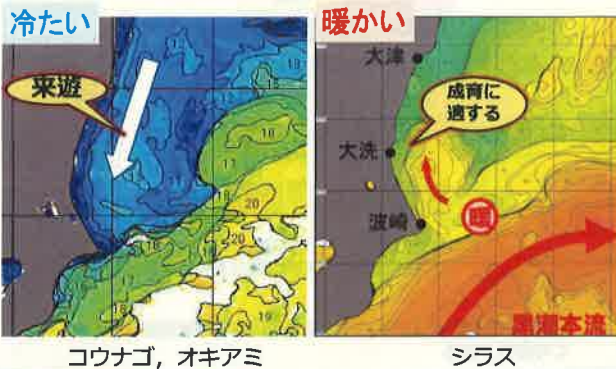 冷たい
来遊
暖かい
大津
成育に
適する
大洗
波崎
暖
黒潮本流
コウナゴ，オキアミ
シラス